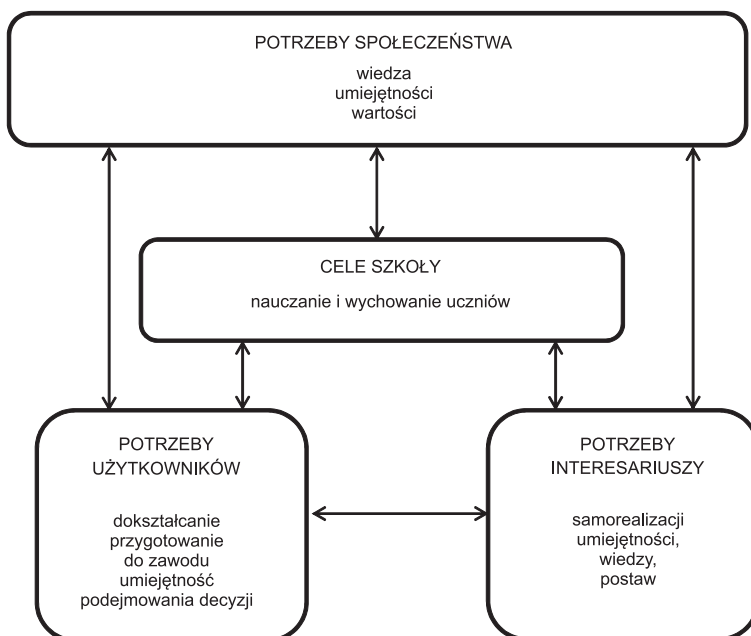 POTRZEBY SPOŁECZEŃSTWA
wiedza
umiejętności
wartości
CELE SZKOŁY
nauczanie i wychowanie uczniów
POTRZEBY
UŻYTKOWNIKÓW
dokształcanie
przygotowanie
do zawodu
umiejętność
podejmowania decyzji
POTRZEBY
INTERESARIUSZY
samorealizacji
umiejętności,
wiedzy,
postaw